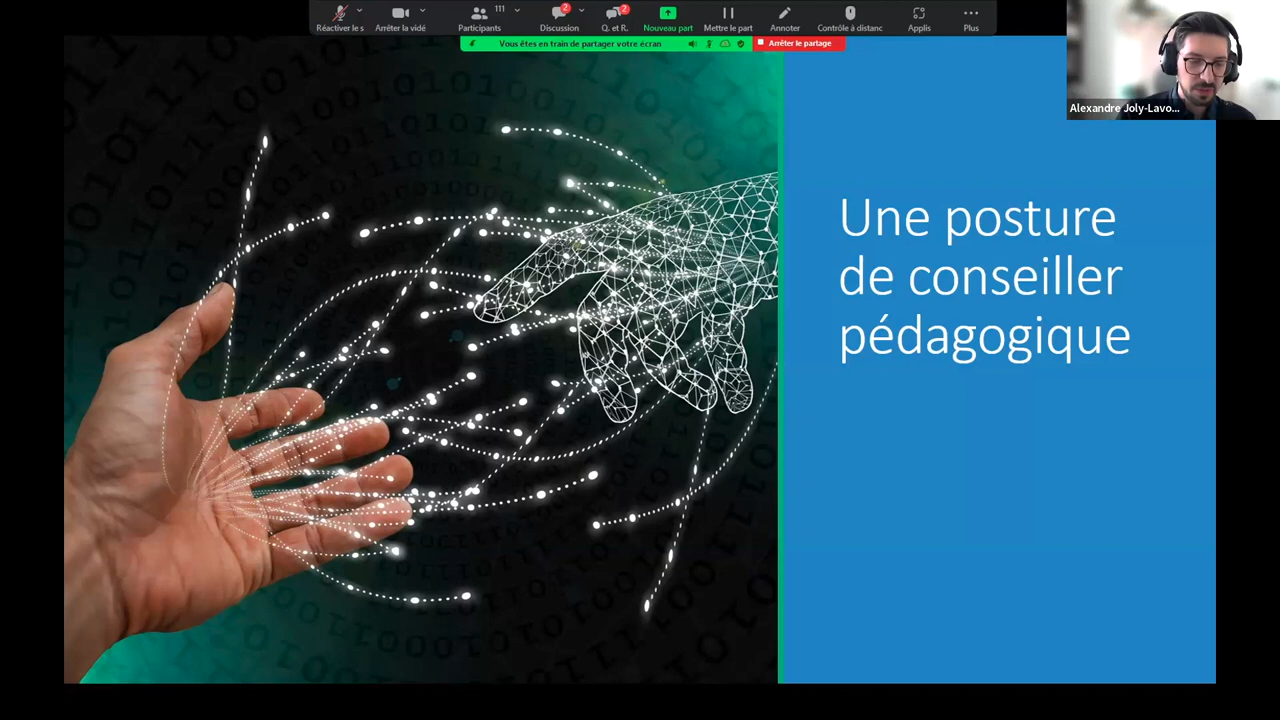 111
2
2
Réactiver le s
Arrêter la vidé
Participants
Discussion
Q. et R.
Nouveau part
Mettre le part
Annoter
Contrôle à distanc
Applis
Plus
Vous êtes en train de partager votre écran
Arrêter le partage
Alexandre Joly-Lavo...
Une posture
de conseiller
pédagogique